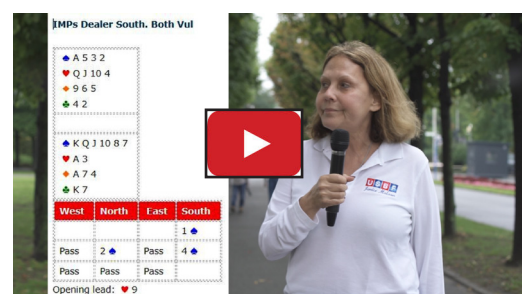 IMPs Dealer South. Both Vul
♠ A 5 3 2
♥ Q J 10 4
♦ 9 6 5
♣ 4 2
♠ K Q J 10 8 7
♥ A 3
♦ A 7 4
♣ K 7
West North East South
1 ♠
Pass 2 ♠ Pass 4 ♠
Pass Pass Pass
Opening lead: ♥ 9